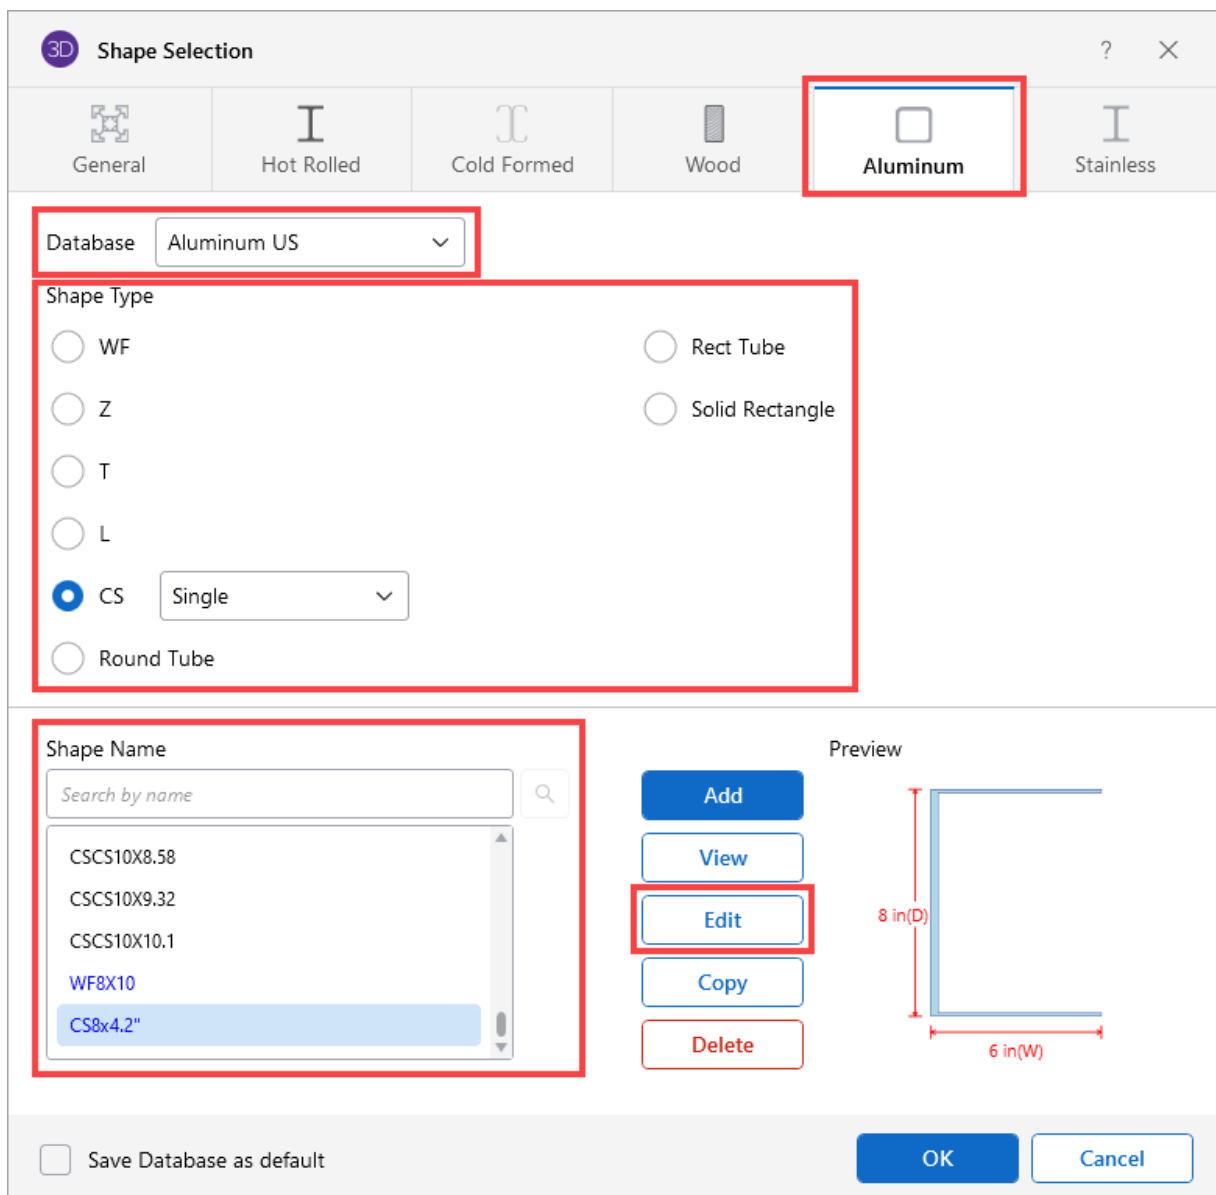 3D Shape Selection ?
General Hot Rolled Cold Formed Wood Aluminum Stainless
Database Aluminum US
Shape Type
WF Rect Tube
Z Solid Rectangle
T
L
CS Single
Round Tube
Shape Name
Search by name
CSCS10X8.58
CSCS10X9.32
CSCS10X10.1
WF8X10
CS8x4.2"
Add
View
Edit
Copy
Delete
Preview
8 in(D)
6 in(W)
Save Database as default OK Cancel